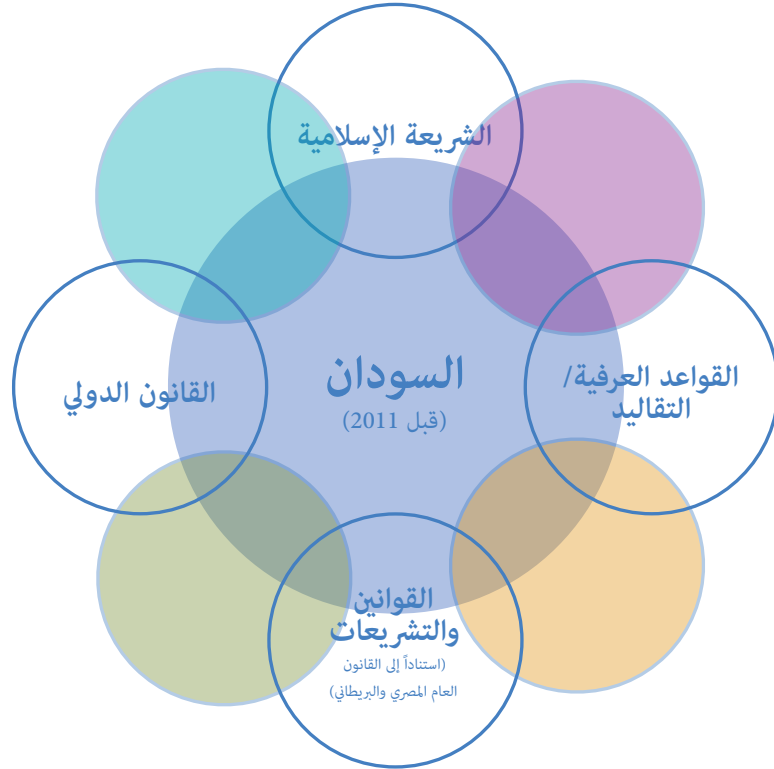 الشريعة الإسلامية
القواعد العرفية/
التقاليد
السودان
(قبل 2011)
القانون الدولي
القوانين
والتشريعات
(استناداً إلى القانون
العام المصري والبريطاني)